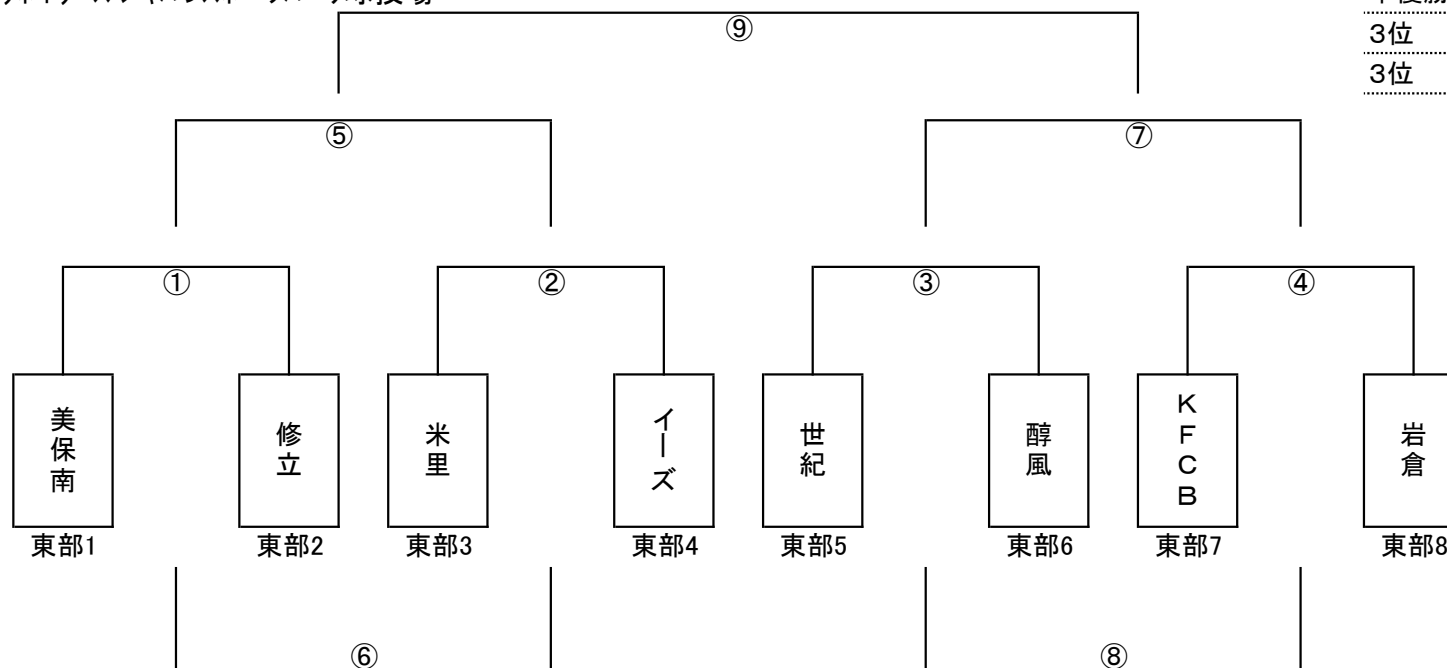 ⑨
3位
3位
⑤ ⑦
① ② ③ ④
美保南 修立 米里 イーズ 世紀 醇風 KFCB 岩倉
東部1 東部2 東部3 東部4 東部5 東部6 東部7 東部8
⑥ ⑧